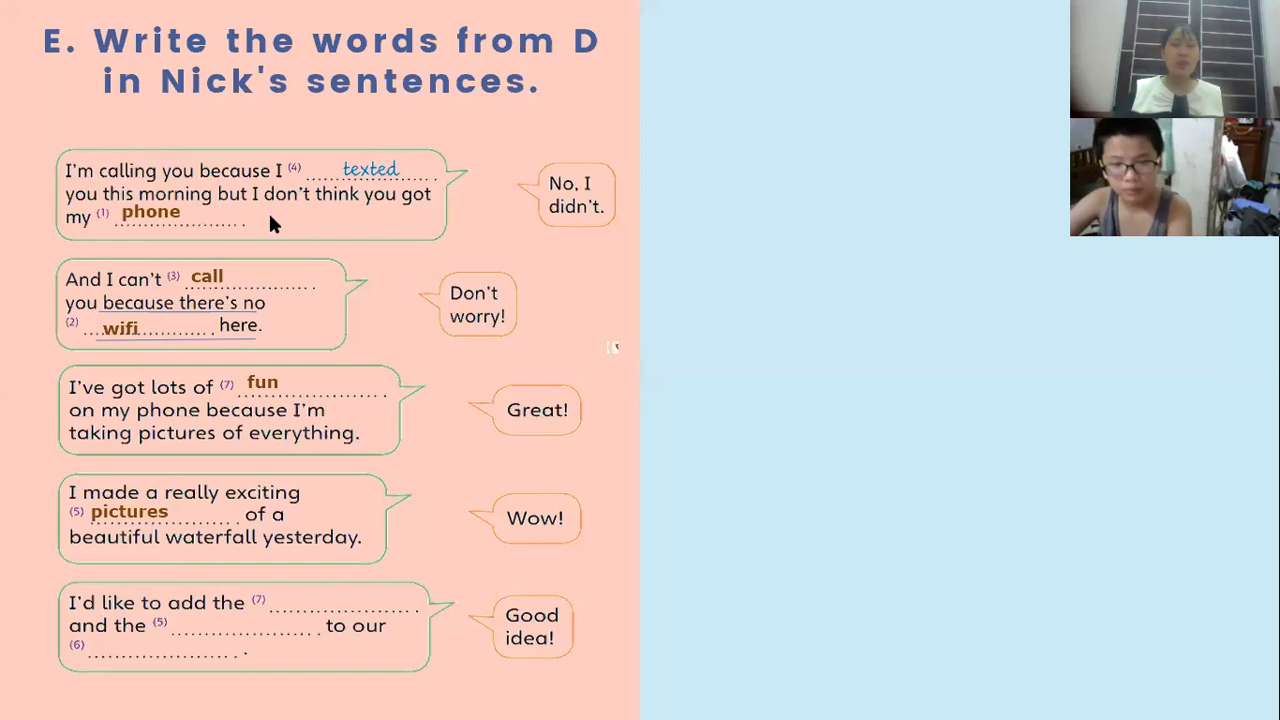 E. Write the words from D
in Nick's sentences.
I'm calling you because I (4) texted .
you this morning but I don't think you got
my (1) phone .
No, I
didn't.
And I can't (3) call .
you because there's no
(2) wifi . here.
Don't
worry!
I've got lots of (7) fun .
on my phone because I'm
taking pictures of everything.
Great!
I made a really exciting
(5) pictures . of a
beautiful waterfall yesterday.
Wow!
I'd like to add the (7) .................... .
and the (5) .................... . to our
(6) .................... .
Good
idea!